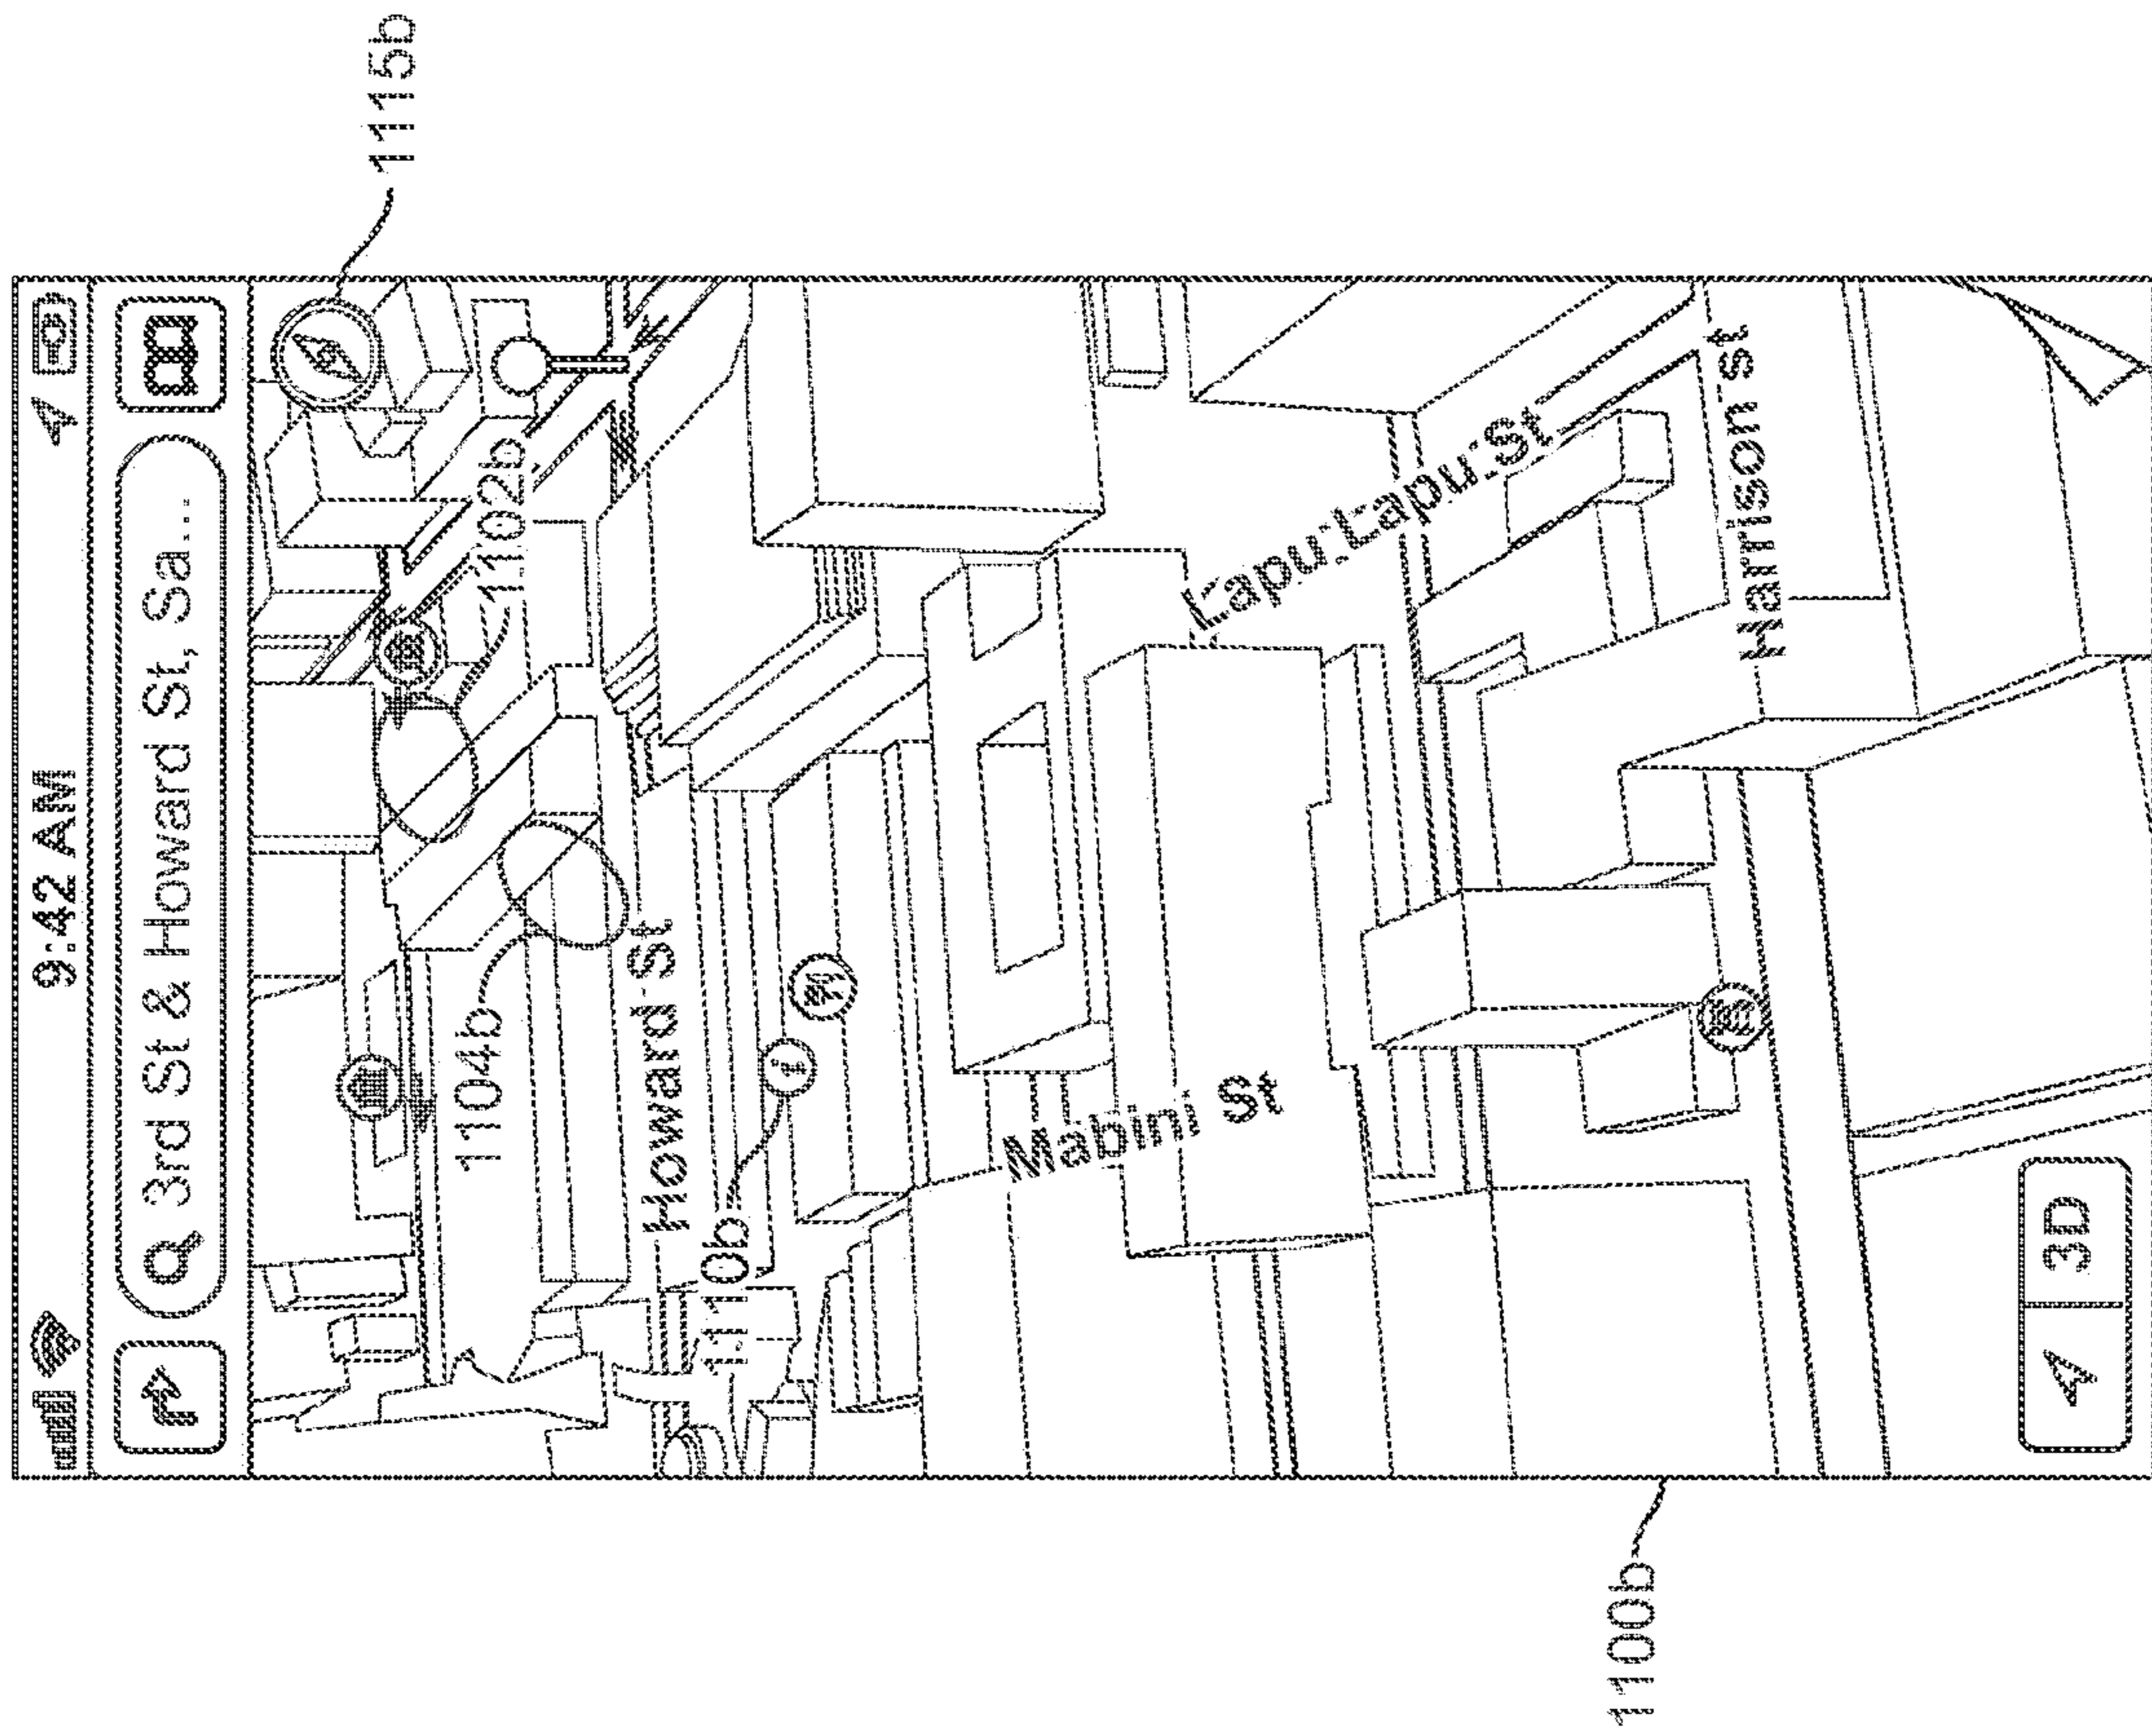 9:42 AM
3rd St & Howard St, Sa...
1115b
1102b
1104b
Howard St
1110b
Lapu Lapu St
Mabini St
Harrison st
3D
1100b